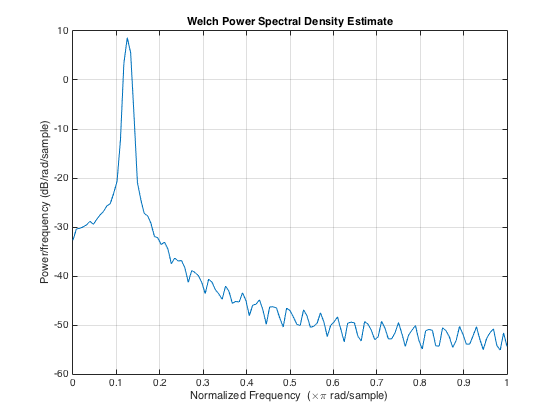 Welch Power Spectral Density Estimate
Power/frequency (dB/rad/sample)
10
0
-10
-20
-30
-40
-50
-60
0 0.1 0.2 0.3 0.4 0.5 0.6 0.7 0.8 0.9 1
Normalized Frequency (×π rad/sample)